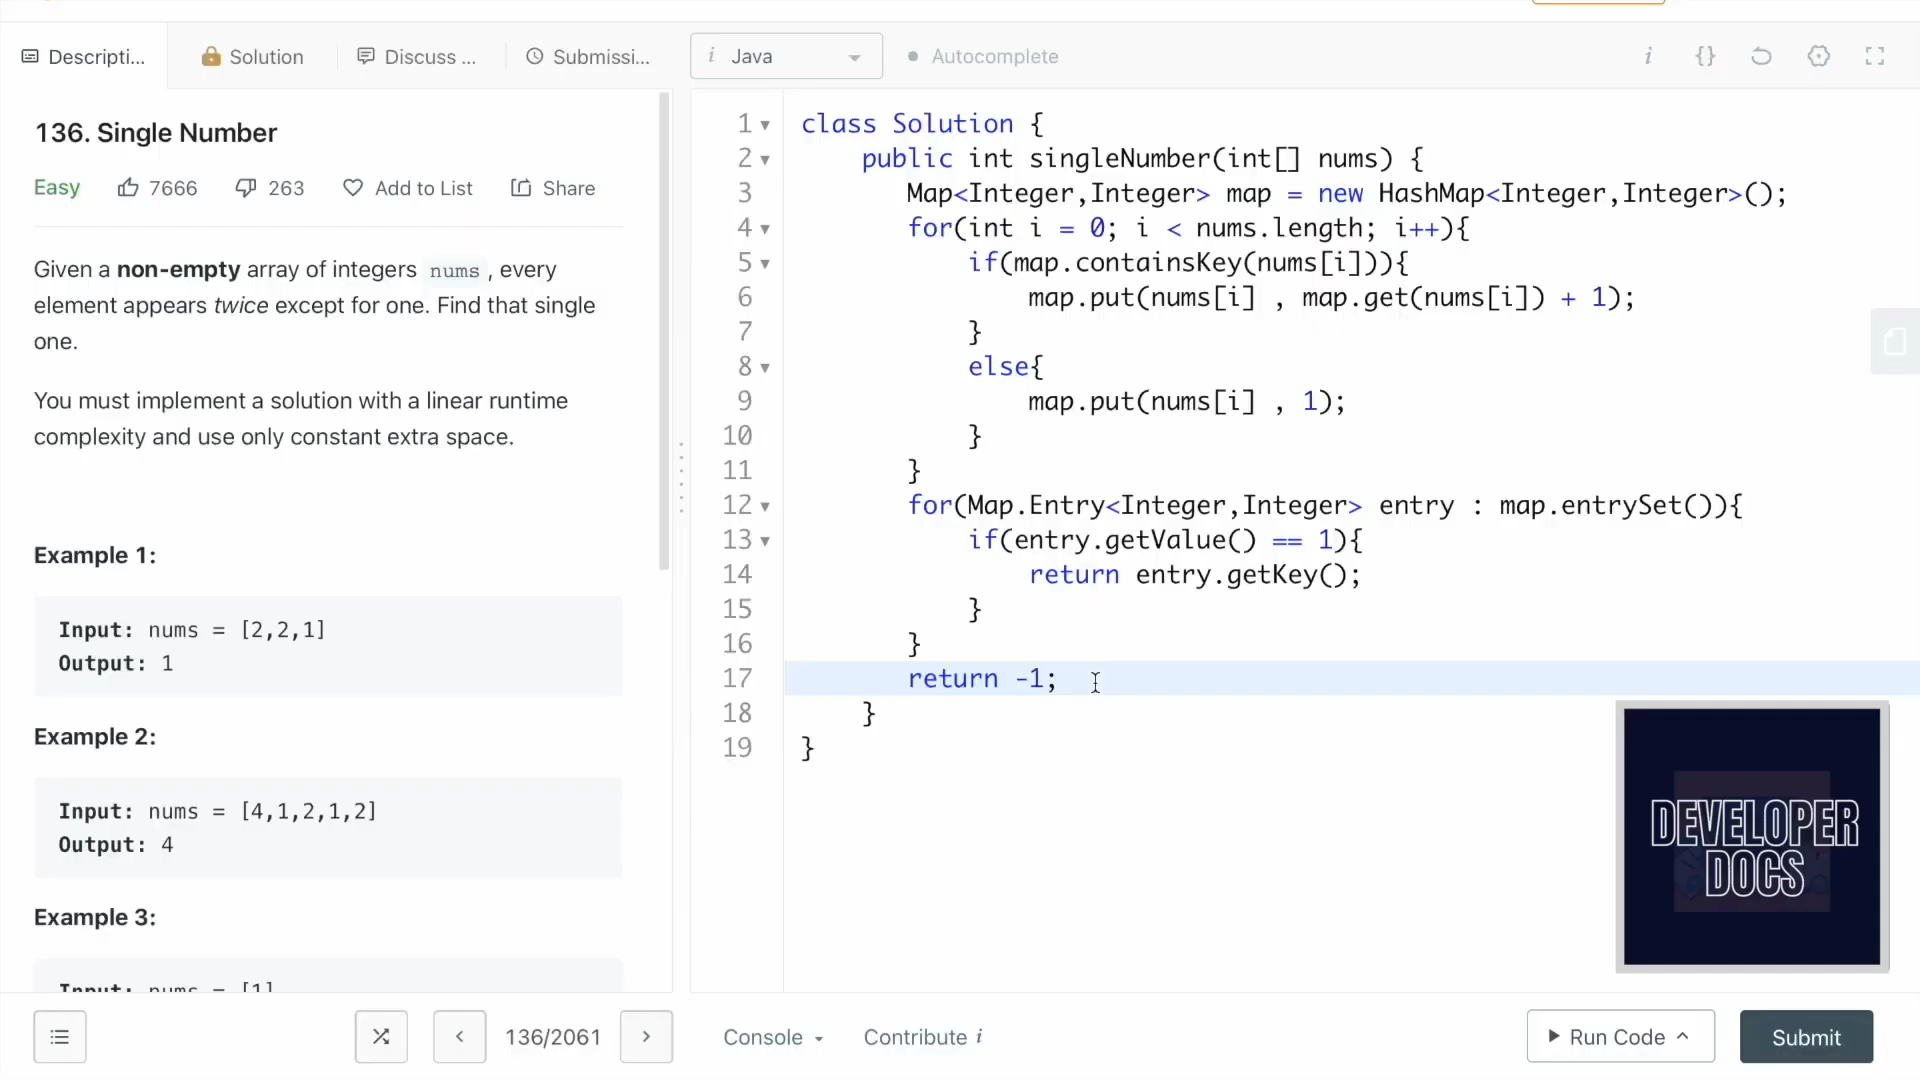 Descripti...
Solution
Discuss ...
Submissi...
i Java
Autocomplete
i {}
136. Single Number
Easy 7666 263 Add to List Share
Given a non-empty array of integers nums , every
element appears twice except for one. Find that single
one.
You must implement a solution with a linear runtime
complexity and use only constant extra space.
Example 1:
Input: nums = [2,2,1]
Output: 1
Example 2:
Input: nums = [4,1,2,1,2]
Output: 4
Example 3:
Input: nums = [1]
1 class Solution {
2 public int singleNumber(int[] nums) {
3 Map<Integer,Integer> map = new HashMap<Integer,Integer>();
4 for(int i = 0; i < nums.length; i++){
5 if(map.containsKey(nums[i])){
6 map.put(nums[i] , map.get(nums[i]) + 1);
7 }
8 else{
9 map.put(nums[i] , 1);
10 }
11 }
12 for(Map.Entry<Integer,Integer> entry : map.entrySet()){
13 if(entry.getValue() == 1){
14 return entry.getKey();
15 }
16 }
17 return -1;
18 }
19 }
DEVELOPER
DOCS
136/2061
Console
Contribute i
Run Code
Submit